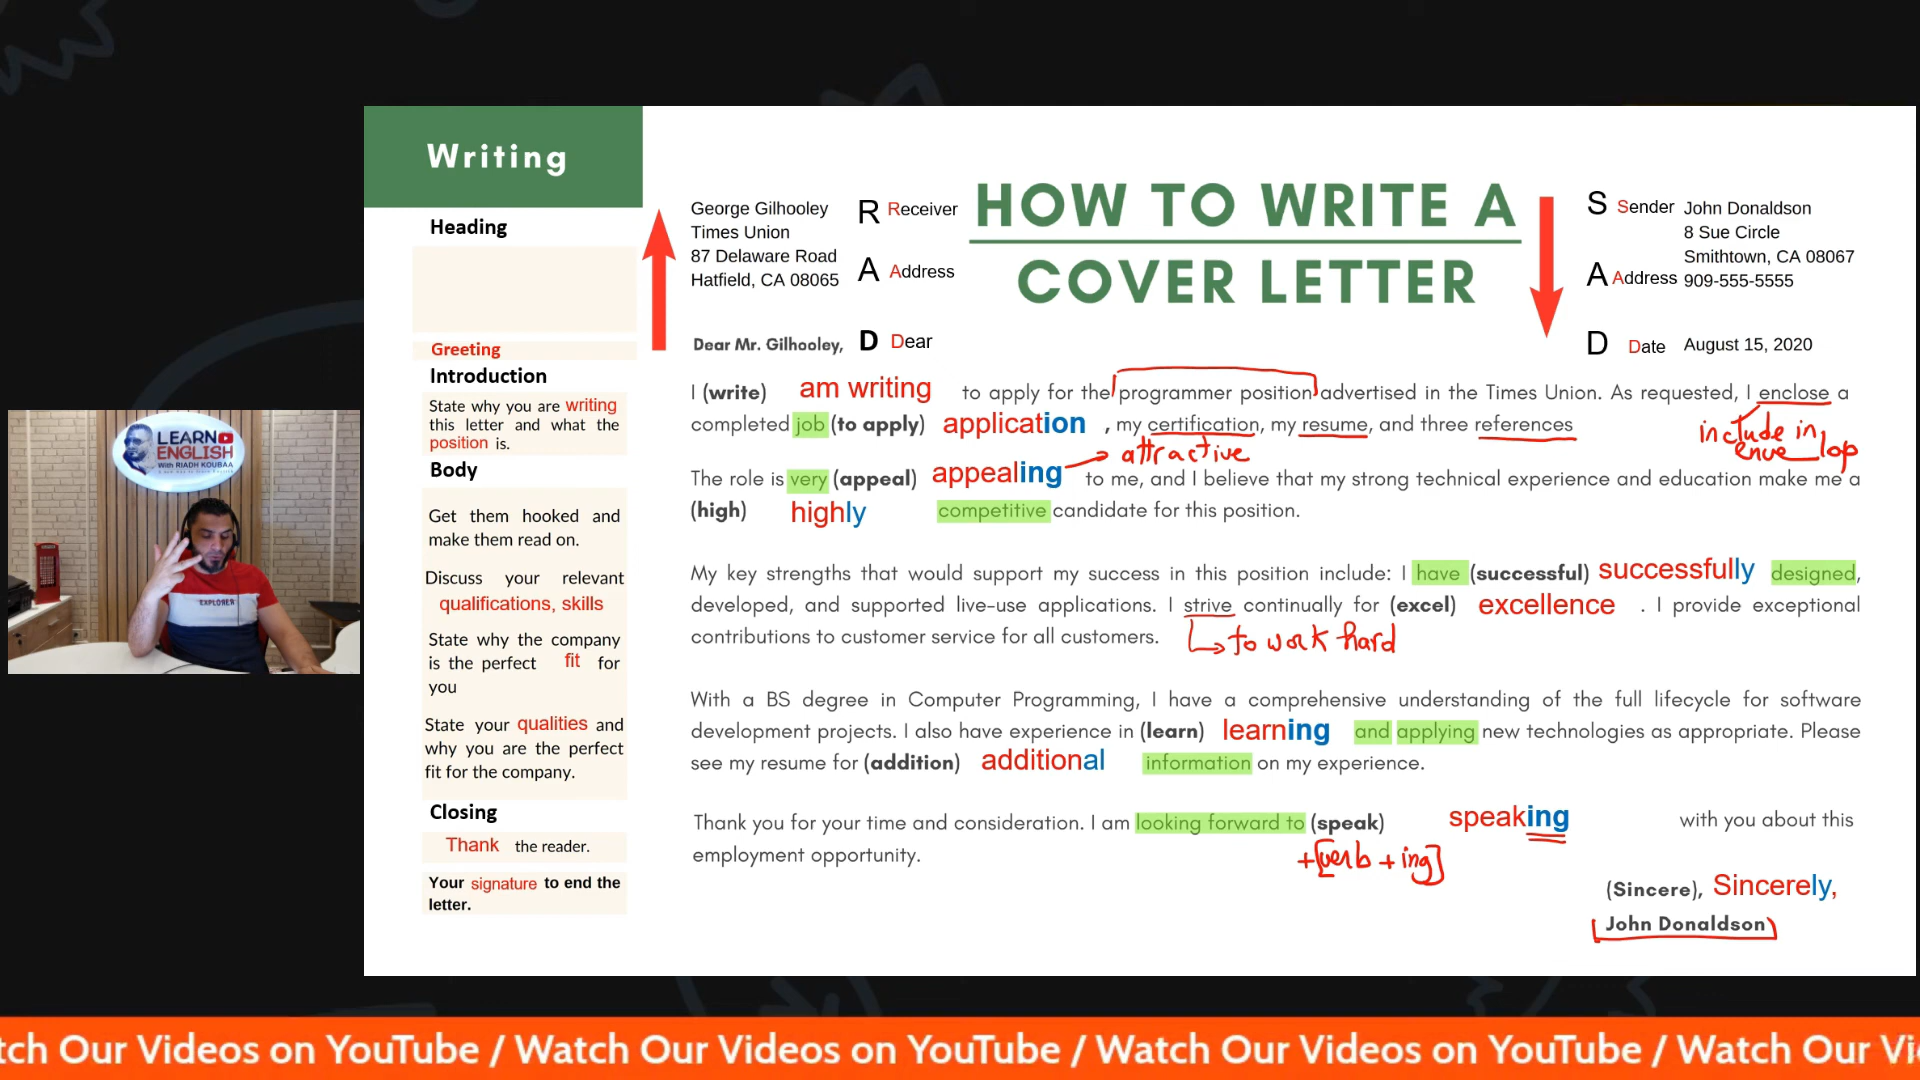 Writing
HOW TO WRITE A
COVER LETTER
Heading
Greeting
Introduction
State why you are writing
this letter and what the
position is.
Body
Get them hooked and
make them read on.
Discuss your relevant
qualifications, skills
State why the company
is the perfect fit for
you
State your qualities and
why you are the perfect
fit for the company.
Closing
Thank the reader.
Your signature to end the
letter.
George Gilhooley
Times Union
87 Delaware Road
Hatfield, CA 08065
R Receiver
A Address
D Dear
S Sender
A Address
D Date
John Donaldson
8 Sue Circle
Smithtown, CA 08067
909-555-5555
August 15, 2020
Dear Mr. Gilhooley,
I (write) am writing to apply for the programmer position advertised in the Times Union. As requested, I enclose a
completed job (to apply) application , my certification, my resume, and three references
include in
enve lop
attractive
The role is very (appeal) appealing to me, and I believe that my strong technical experience and education make me a
(high) highly competitive candidate for this position.
My key strengths that would support my success in this position include: I have (successful) successfully designed,
developed, and supported live-use applications. I strive continually for (excel) excellence . I provide exceptional
contributions to customer service for all customers.
to work hard
With a BS degree in Computer Programming, I have a comprehensive understanding of the full lifecycle for software
development projects. I also have experience in (learn) learning and applying new technologies as appropriate. Please
see my resume for (addition) additional information on my experience.
Thank you for your time and consideration. I am looking forward to (speak) speaking with you about this
employment opportunity.
+[verb + ing]
(Sincere), Sincerely,
John Donaldson
LEARN
ENGLISH
With RIADH KOUBAA
EXPLORER
tch Our Videos on YouTube / Watch Our Videos on YouTube / Watch Our Videos on YouTube / Watch Our Vi